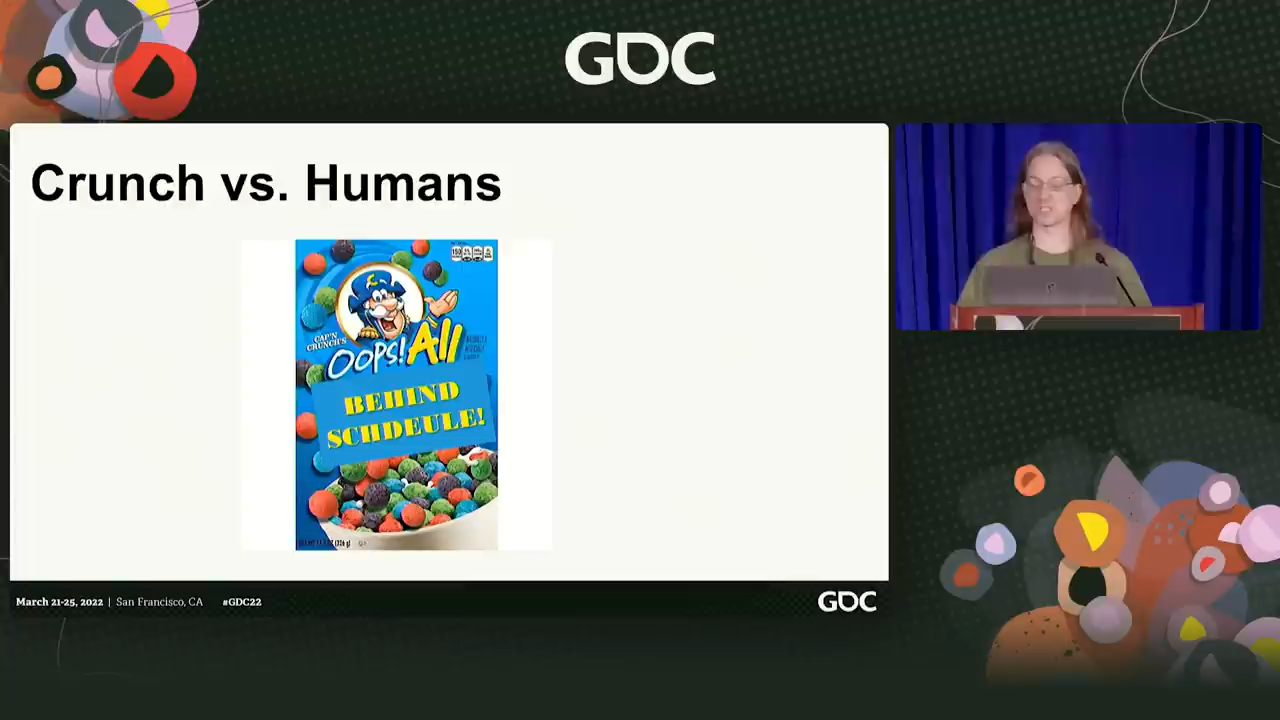 GDC
Crunch vs. Humans
CAP'N
CRUNCH'S
OOPS! All
BEHIND
SCHDEULE!
March 21-25, 2022 | San Francisco, CA #GDC22
GDC